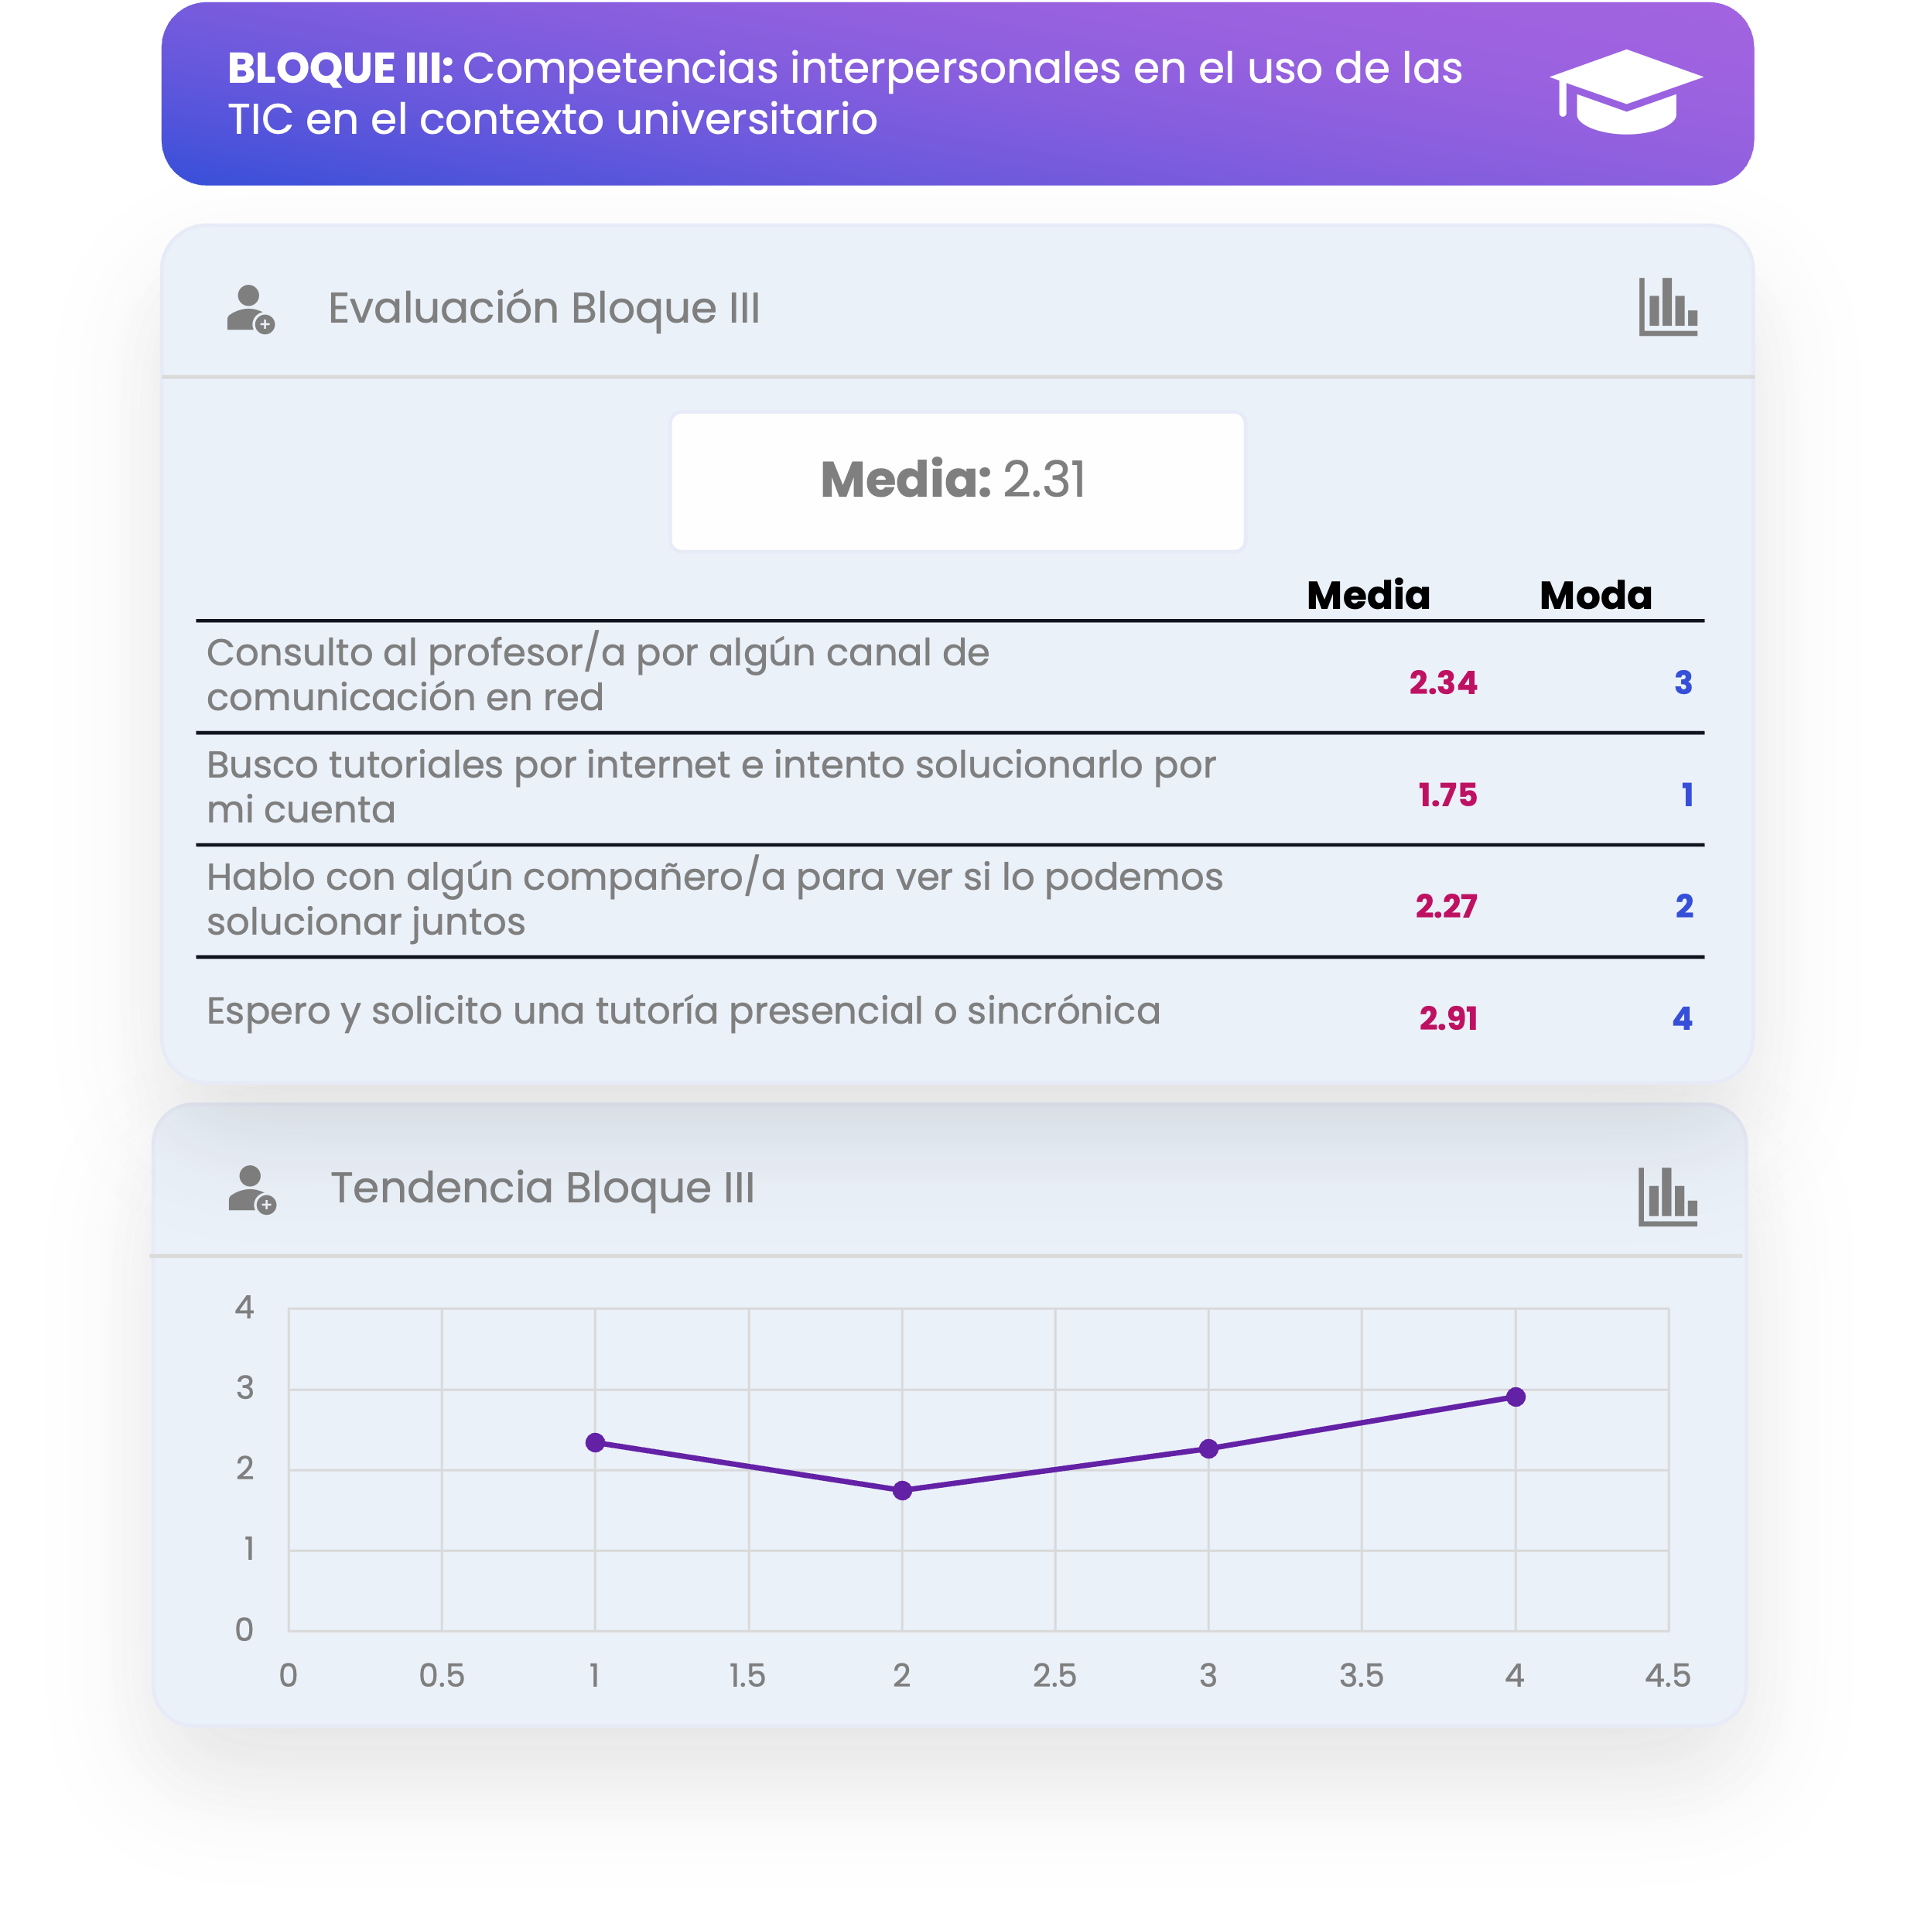 BLOQUE III: Competencias interpersonales en el uso de las
TIC en el contexto universitario
Evaluación Bloque III
Media: 2.31
Media Moda
Consulto al profesor/a por algún canal de
comunicación en red
2.34 3
Busco tutoriales por internet e intento solucionarlo por
mi cuenta
1.75 1
Hablo con algún compañero/a para ver si lo podemos
solucionar juntos
2.27 2
Espero y solicito una tutoría presencial o sincrónica
2.91 4
Tendencia Bloque III
4
3
2
1
0
0 0.5 1 1.5 2 2.5 3 3.5 4 4.5